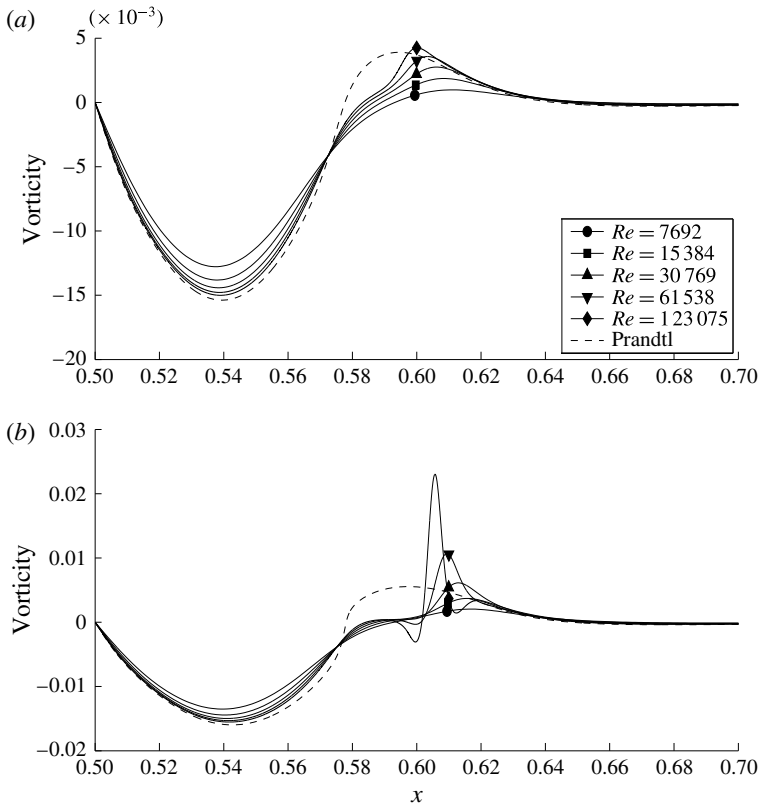 (a)
(× 10⁻³)
5
0
−5
−10
−15
−20
Vorticity
Re = 7692
Re = 15 384
Re = 30 769
Re = 61 538
Re = 123 075
Prandtl
0.50 0.52 0.54 0.56 0.58 0.60 0.62 0.64 0.66 0.68 0.70
(b)
0.03
0.02
0.01
0
−0.01
−0.02
Vorticity
0.50 0.52 0.54 0.56 0.58 0.60 0.62 0.64 0.66 0.68 0.70
x